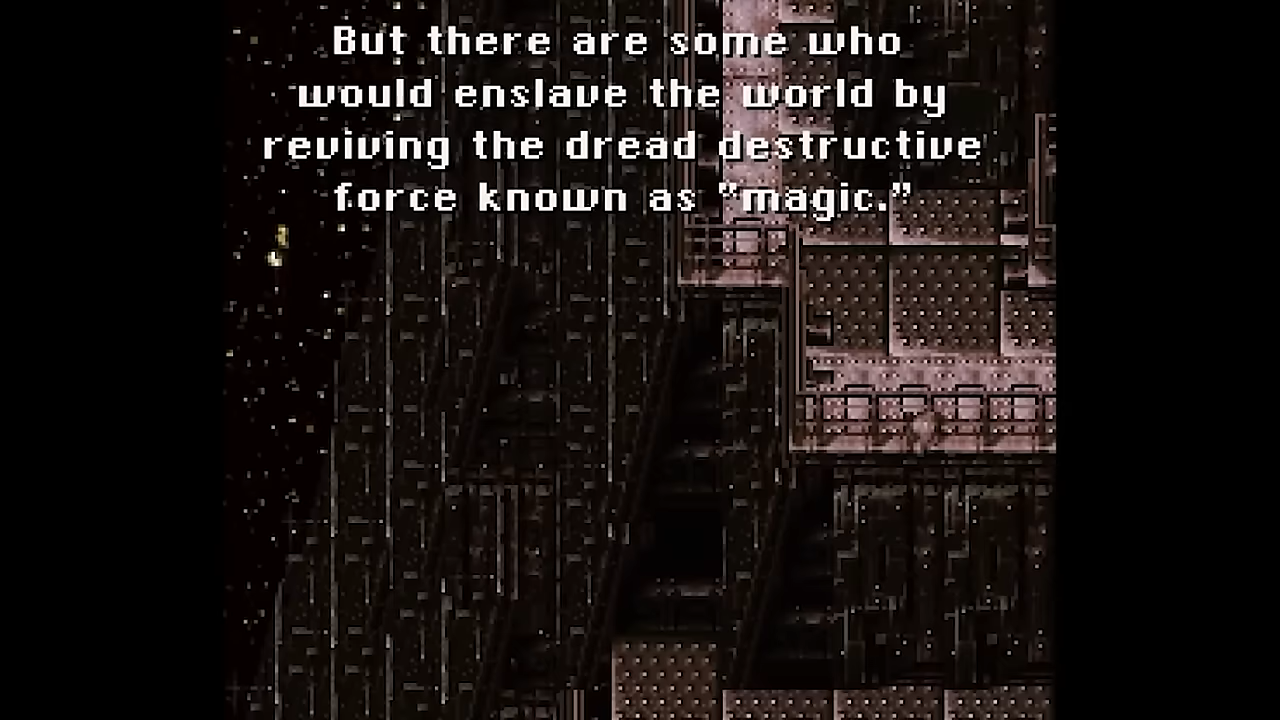 But there are some who
would enslave the world by
reviving the dread destructive
force known as "magic."